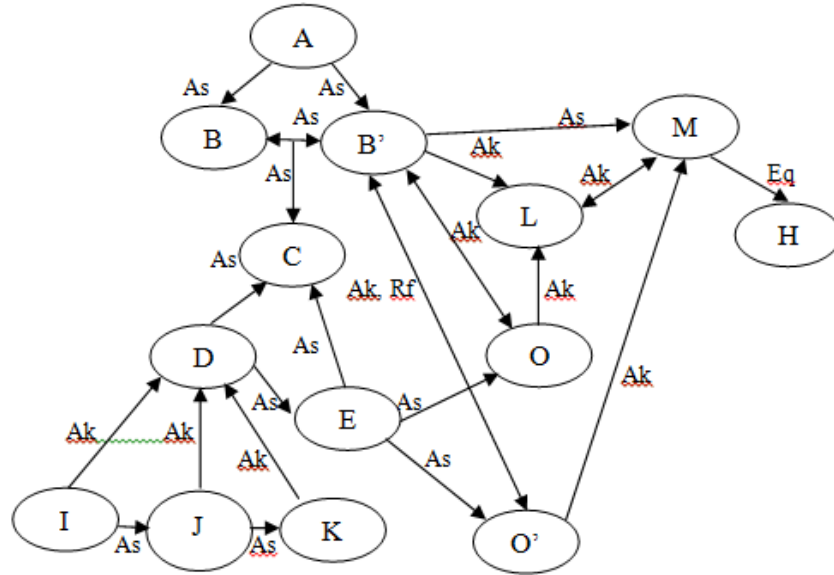 A
As As
As
B B’ As M
Ak
As Ak Eq
L
H
C
As Ak
Ak, Rf Ak
D As O
As As Ak
E
Ak Ak
Ak As
I J K
As As O’